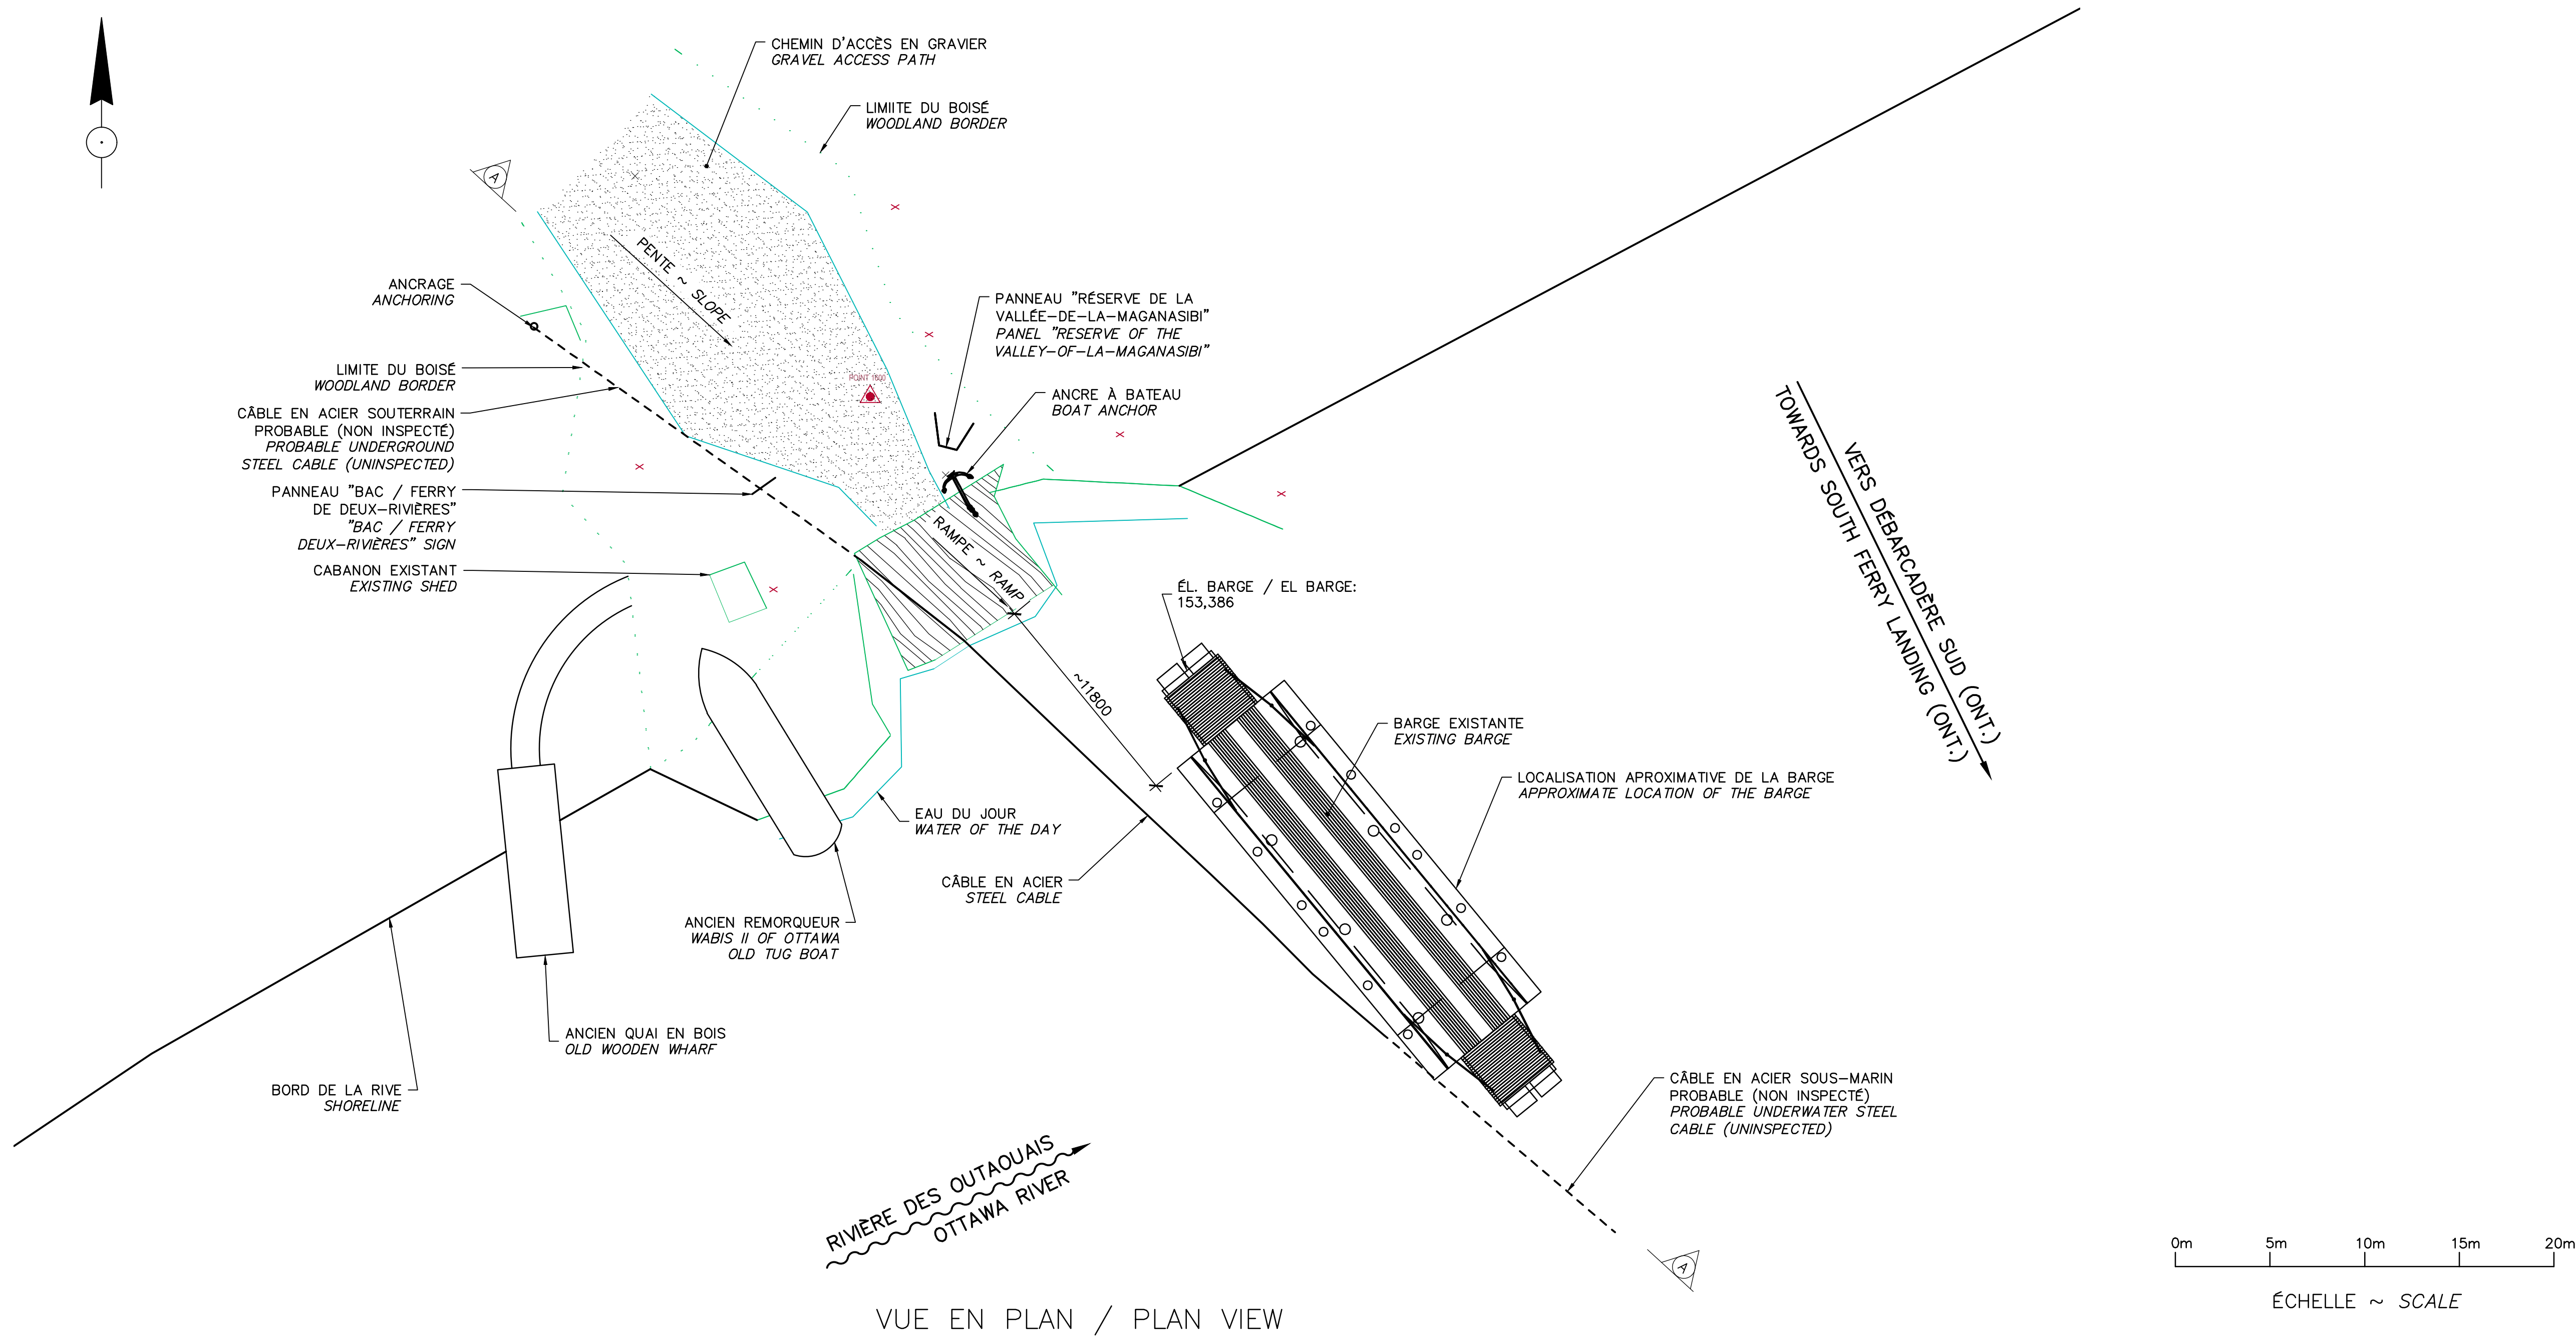 CHEMIN D'ACCÈS EN GRAVIER
GRAVEL ACCESS PATH
LIMIITE DU BOISÉ
WOODLAND BORDER
A
PENTE ~ SLOPE
ANCRAGE
ANCHORING
PANNEAU "RÉSERVE DE LA
VALLÉE-DE-LA-MAGANASIBI"
PANEL "RESERVE OF THE
VALLEY-OF-LA-MAGANASIBI"
LIMITE DU BOISÉ
WOODLAND BORDER
POINT 1500
ANCRE À BATEAU
BOAT ANCHOR
CÂBLE EN ACIER SOUTERRAIN
PROBABLE (NON INSPECTÉ)
PROBABLE UNDERGROUND
STEEL CABLE (UNINSPECTED)
PANNEAU "BAC / FERRY
DE DEUX-RIVIÈRES"
"BAC / FERRY
DEUX-RIVIÈRES" SIGN
CABANON EXISTANT
EXISTING SHED
RAMPE ~ RAMP
ÉL. BARGE / EL BARGE:
153,386
VERS DÉBARCADÈRE SUD (ONT.)
TOWARDS SOUTH FERRY LANDING (ONT.)
~11800
BARGE EXISTANTE
EXISTING BARGE
LOCALISATION APROXIMATIVE DE LA BARGE
APPROXIMATE LOCATION OF THE BARGE
EAU DU JOUR
WATER OF THE DAY
CÂBLE EN ACIER
STEEL CABLE
ANCIEN REMORQUEUR
WABIS II OF OTTAWA
OLD TUG BOAT
ANCIEN QUAI EN BOIS
OLD WOODEN WHARF
BORD DE LA RIVE
SHORELINE
CÂBLE EN ACIER SOUS-MARIN
PROBABLE (NON INSPECTÉ)
PROBABLE UNDERWATER STEEL
CABLE (UNINSPECTED)
RIVIÈRE DES OUTAOUAIS
OTTAWA RIVER
A
0m 5m 10m 15m 20m
ÉCHELLE ~ SCALE
VUE EN PLAN / PLAN VIEW